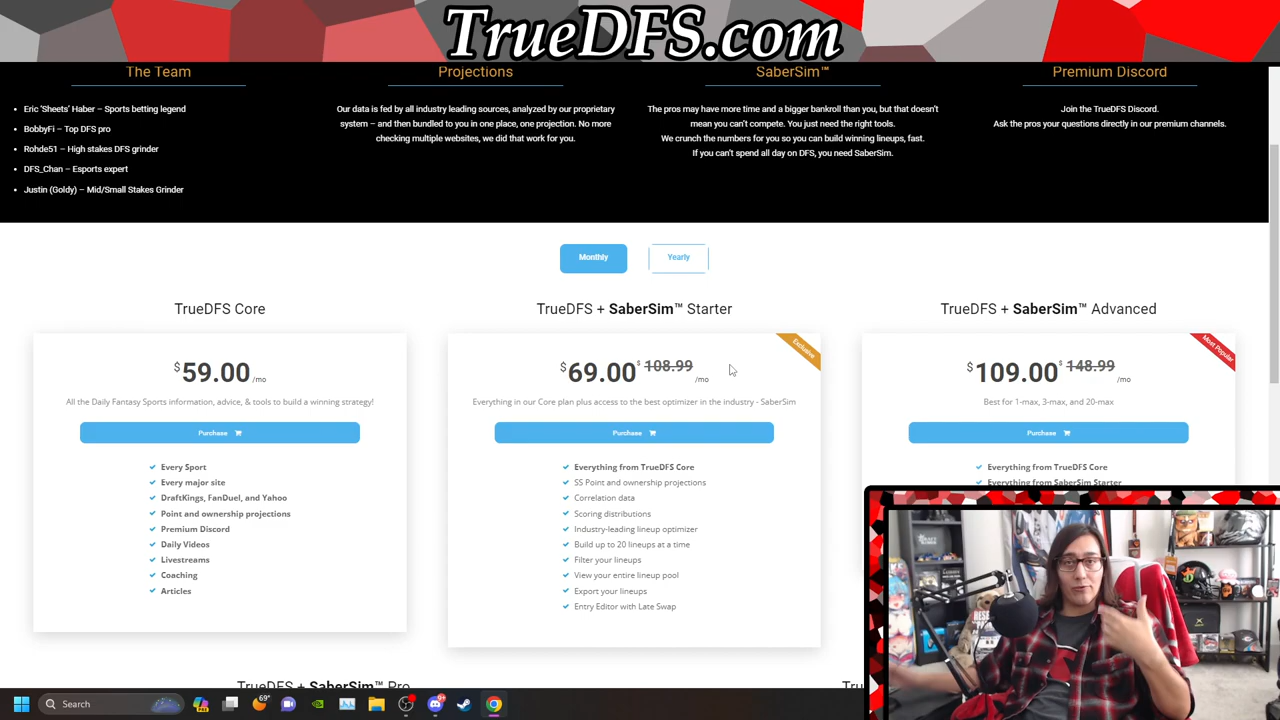 TrueDFS.com
The Team
Eric ‘Sheets’ Haber – Sports betting legend
BobbyFi – Top DFS pro
Rohde51 – High stakes DFS grinder
DFS_Chan – Esports expert
Justin (Goldy) – Mid/Small Stakes Grinder
Projections
Our data is fed by all industry leading sources, analyzed by our proprietary
system – and then bundled to you in one place, one projection. No more
checking multiple websites, we did that work for you.
SaberSim™
The pros may have more time and a bigger bankroll than you, but that doesn’t
mean you can’t compete. You just need the right tools.
We crunch the numbers for you so you can build winning lineups, fast.
If you can’t spend all day on DFS, you need SaberSim.
Premium Discord
Join the TrueDFS Discord.
Ask the pros your questions directly in our premium channels.
Monthly
Yearly
TrueDFS Core
$59.00 /mo
All the Daily Fantasy Sports information, advice, & tools to build a winning strategy!
Purchase
Every Sport
Every major site
DraftKings, FanDuel, and Yahoo
Point and ownership projections
Premium Discord
Daily Videos
Livestreams
Coaching
Articles
TrueDFS + SaberSim™ Starter
Exclusive
$69.00 $108.99 /mo
Everything in our Core plan plus access to the best optimizer in the industry - SaberSim
Purchase
Everything from TrueDFS Core
SS Point and ownership projections
Correlation data
Scoring distributions
Industry-leading lineup optimizer
Build up to 20 lineups at a time
Filter your lineups
View your entire lineup pool
Export your lineups
Entry Editor with Late Swap
TrueDFS + SaberSim™ Advanced
Most Popular
$109.00 $148.99 /mo
Best for 1-max, 3-max, and 20-max
Purchase
Everything from TrueDFS Core
Everything from SaberSim Starter
TrueDFS + SaberSim™ Pro
Tru
Search
69°